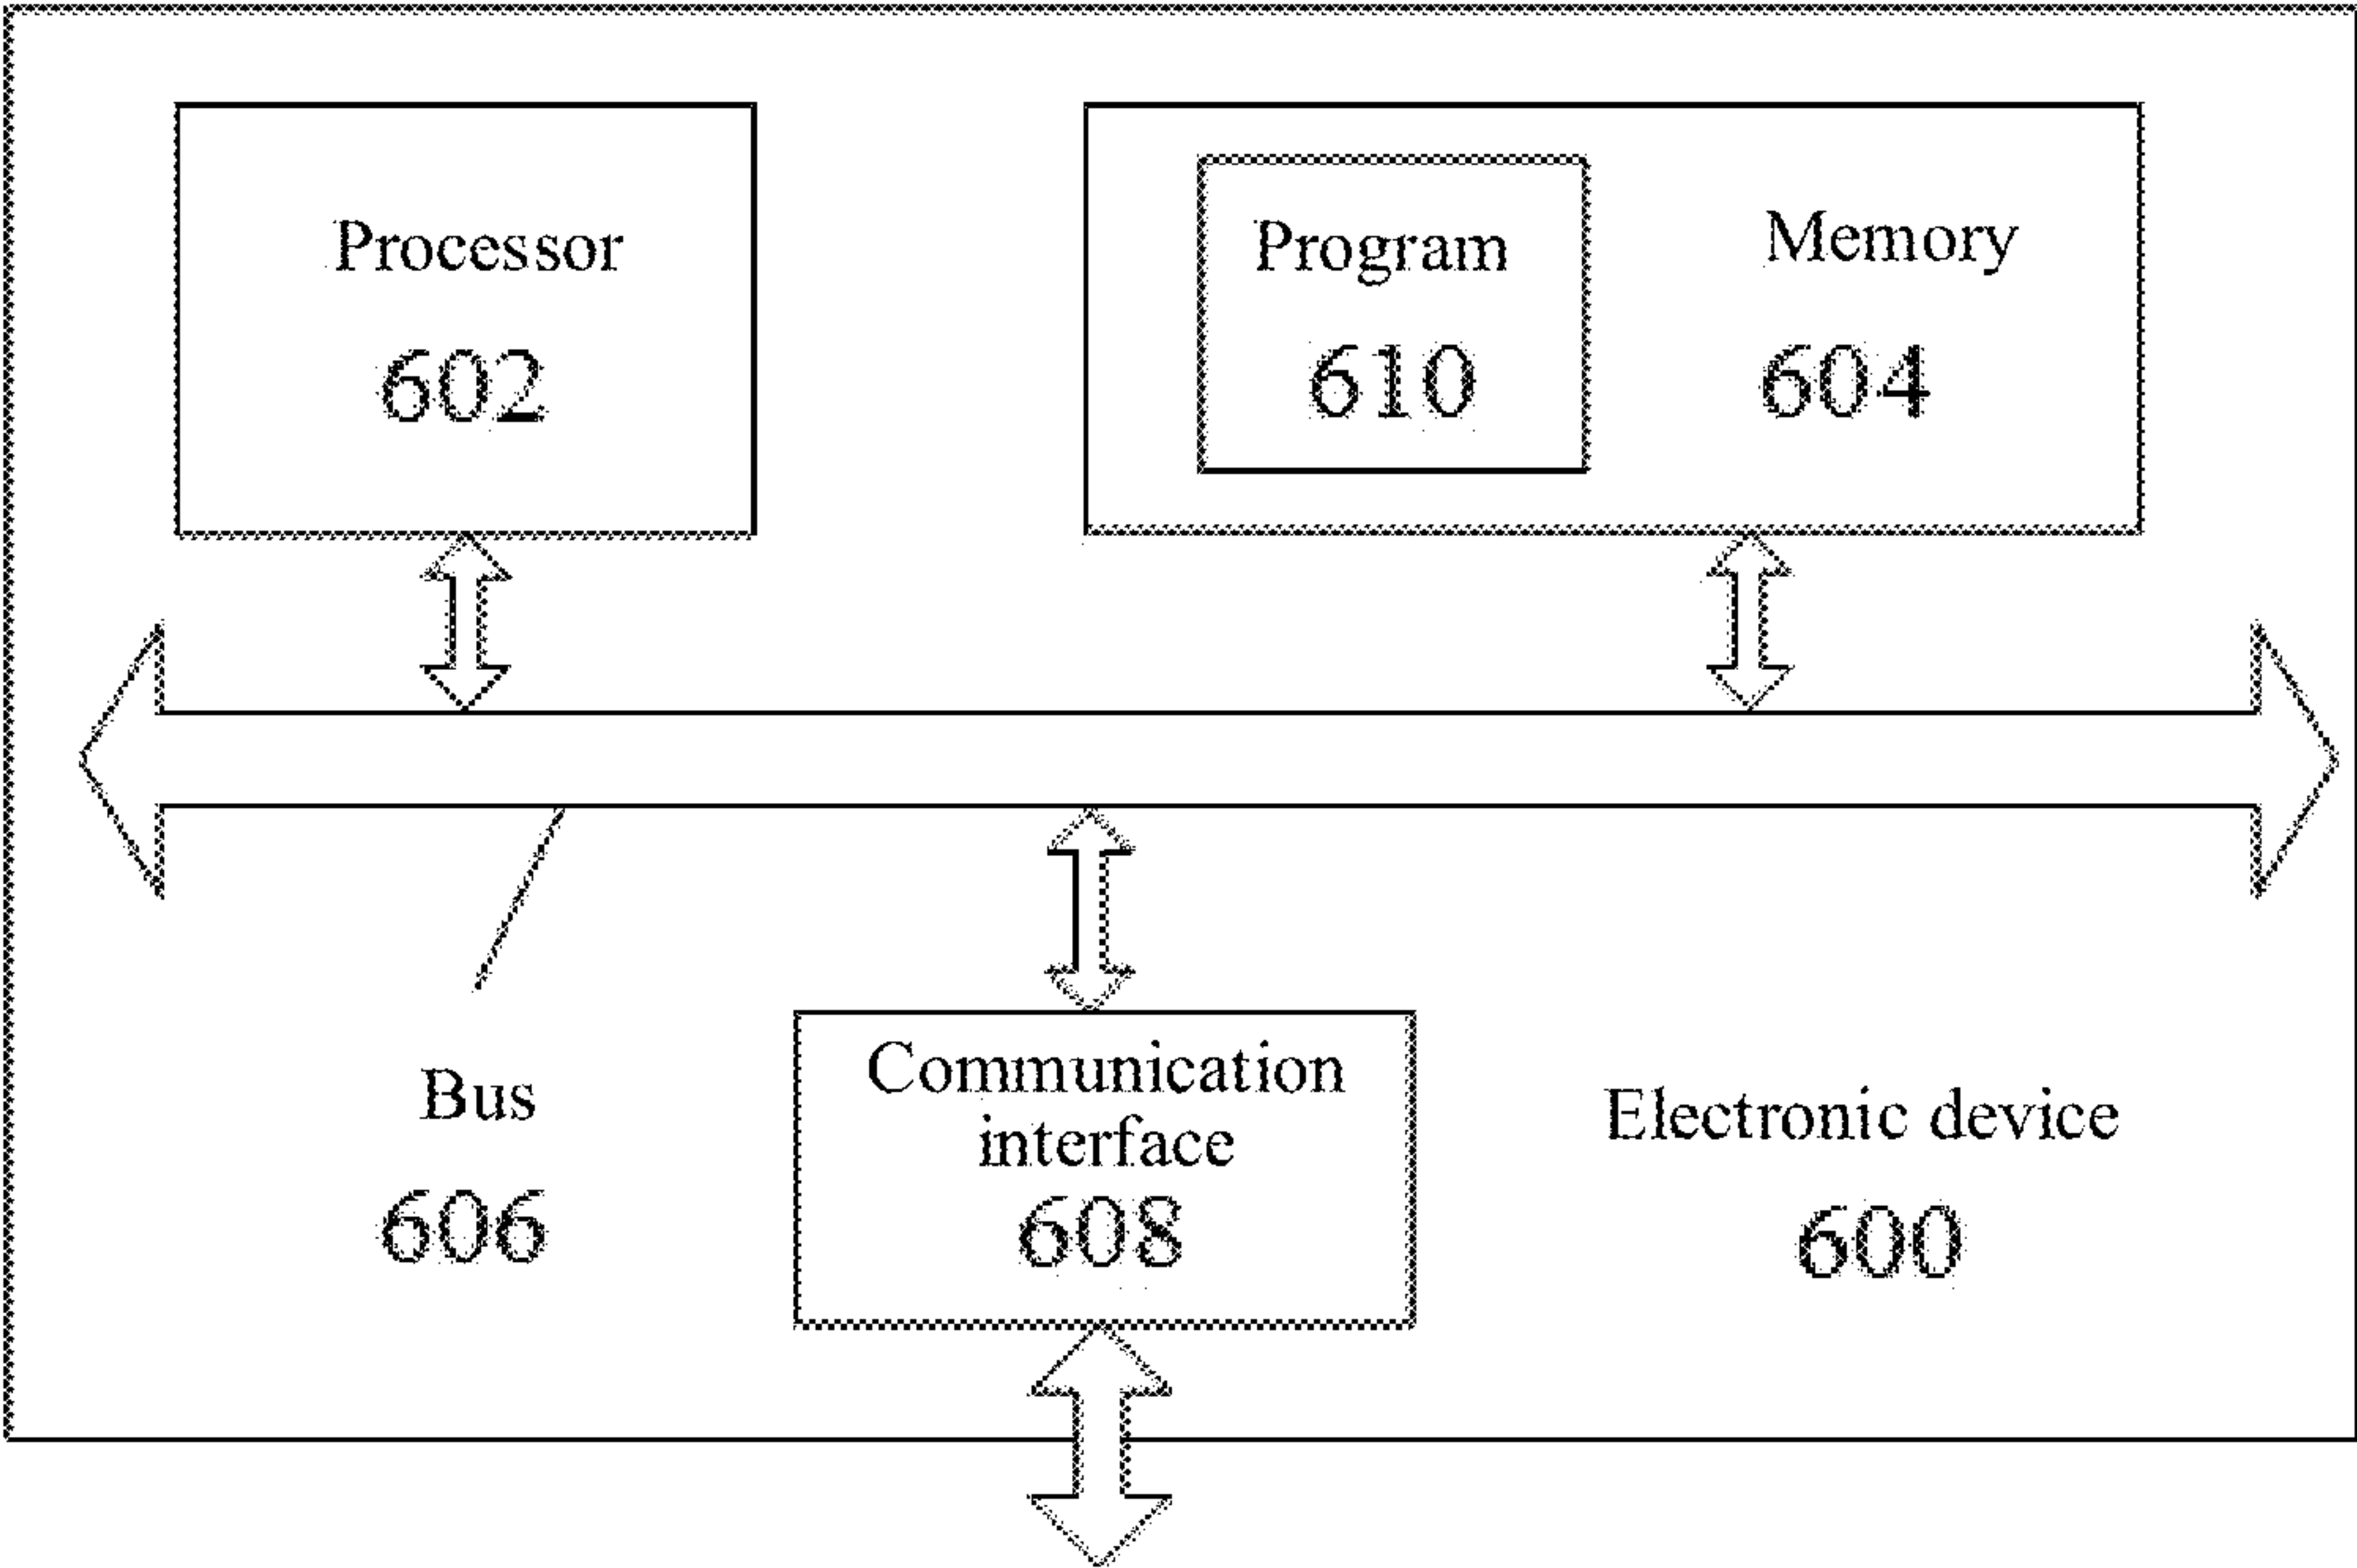 Processor
602
Program
610
Memory
604
Bus
606
Communication
interface
608
Electronic device
600